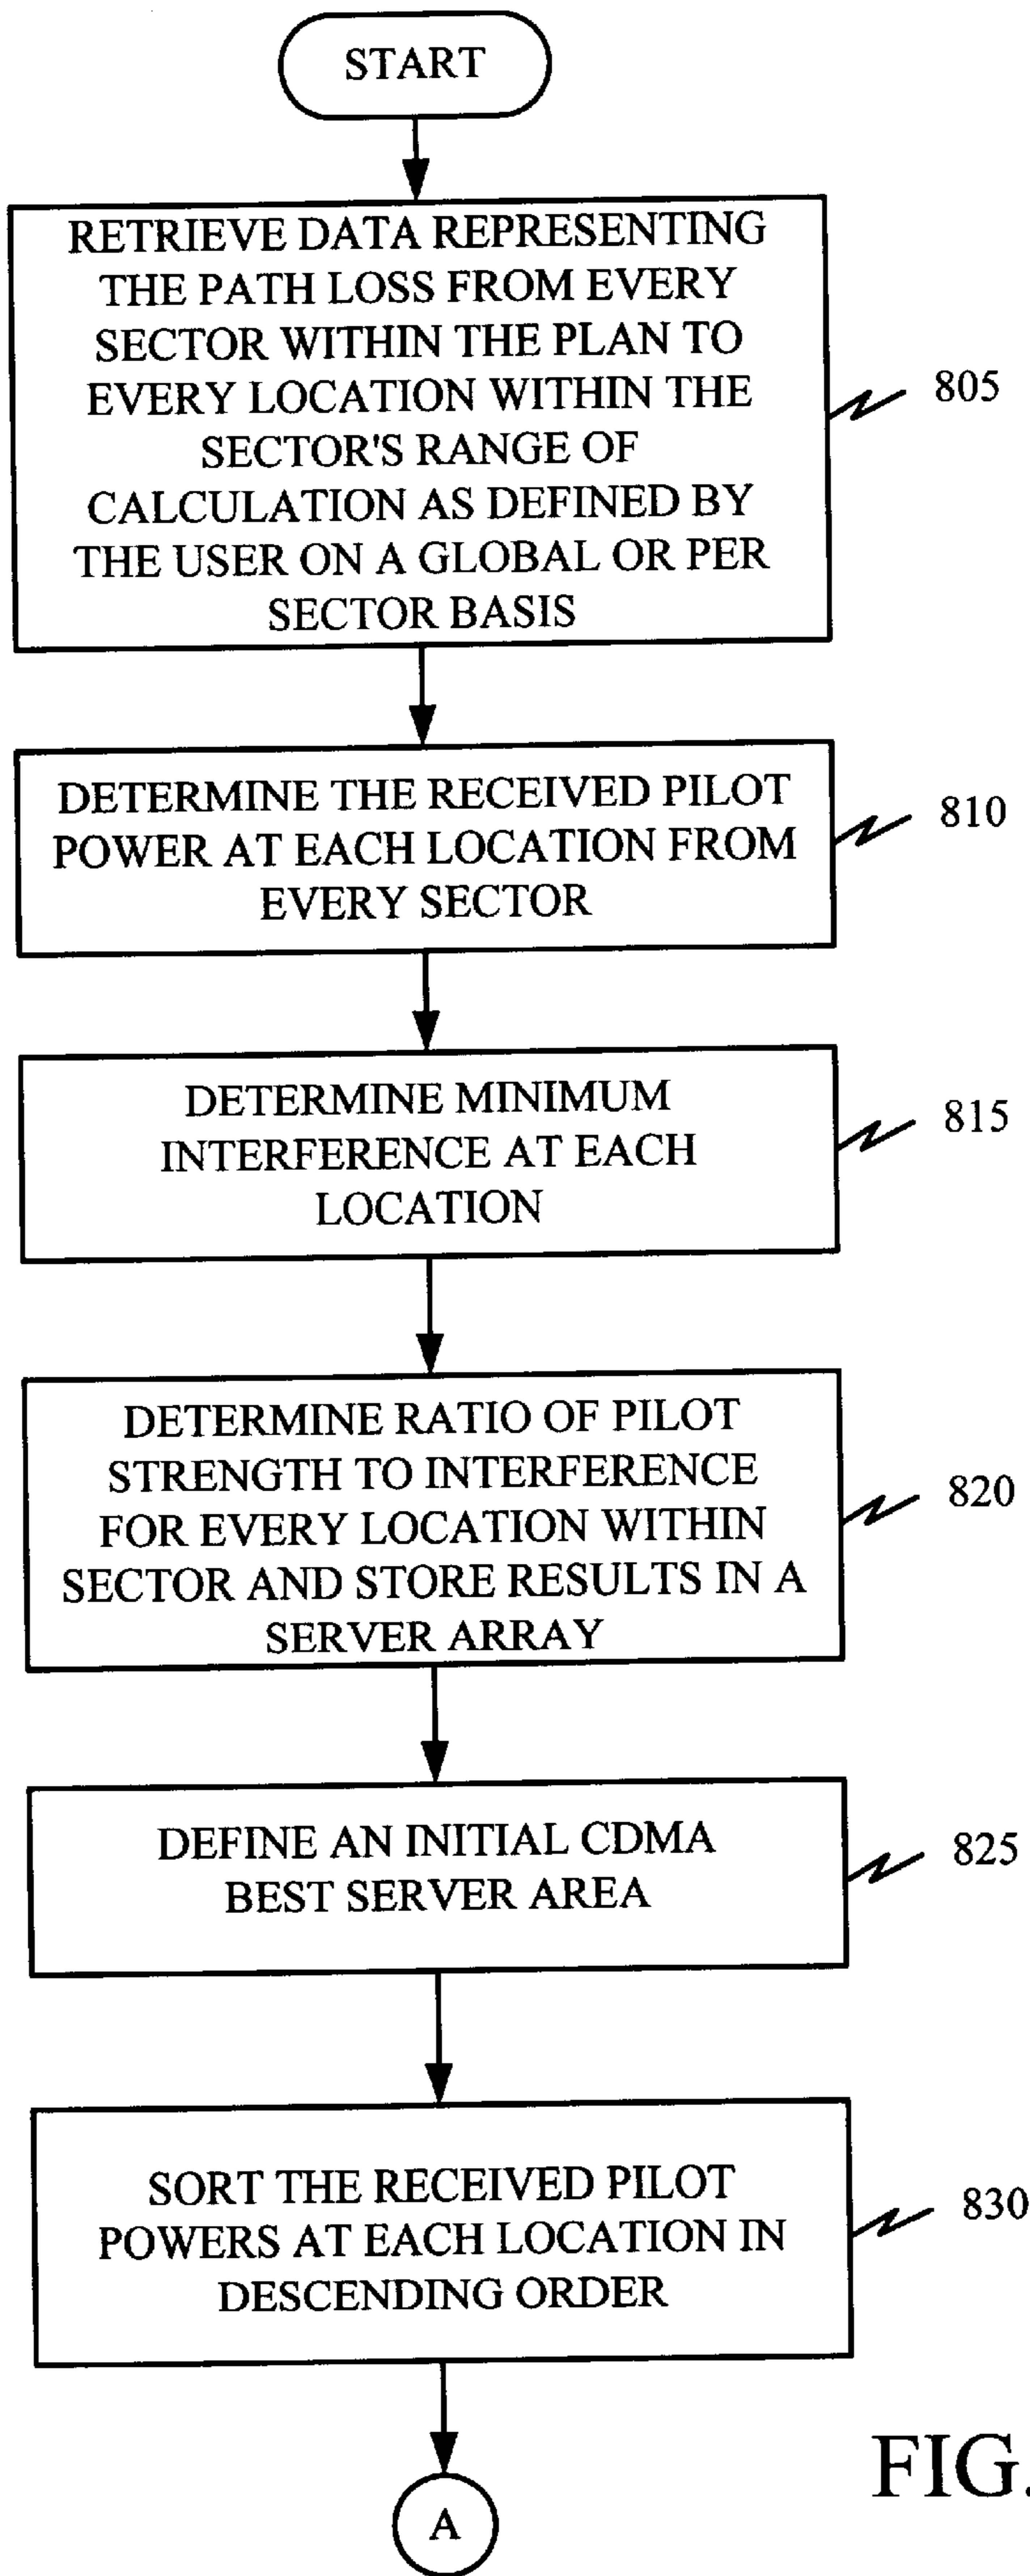 START
RETRIEVE DATA REPRESENTING
THE PATH LOSS FROM EVERY
SECTOR WITHIN THE PLAN TO
EVERY LOCATION WITHIN THE
SECTOR'S RANGE OF
CALCULATION AS DEFINED BY
THE USER ON A GLOBAL OR PER
SECTOR BASIS
805
DETERMINE THE RECEIVED PILOT
POWER AT EACH LOCATION FROM
EVERY SECTOR
810
DETERMINE MINIMUM
INTERFERENCE AT EACH
LOCATION
815
DETERMINE RATIO OF PILOT
STRENGTH TO INTERFERENCE
FOR EVERY LOCATION WITHIN
SECTOR AND STORE RESULTS IN A
SERVER ARRAY
820
DEFINE AN INITIAL CDMA
BEST SERVER AREA
825
SORT THE RECEIVED PILOT
POWERS AT EACH LOCATION IN
DESCENDING ORDER
830
FIG.
A